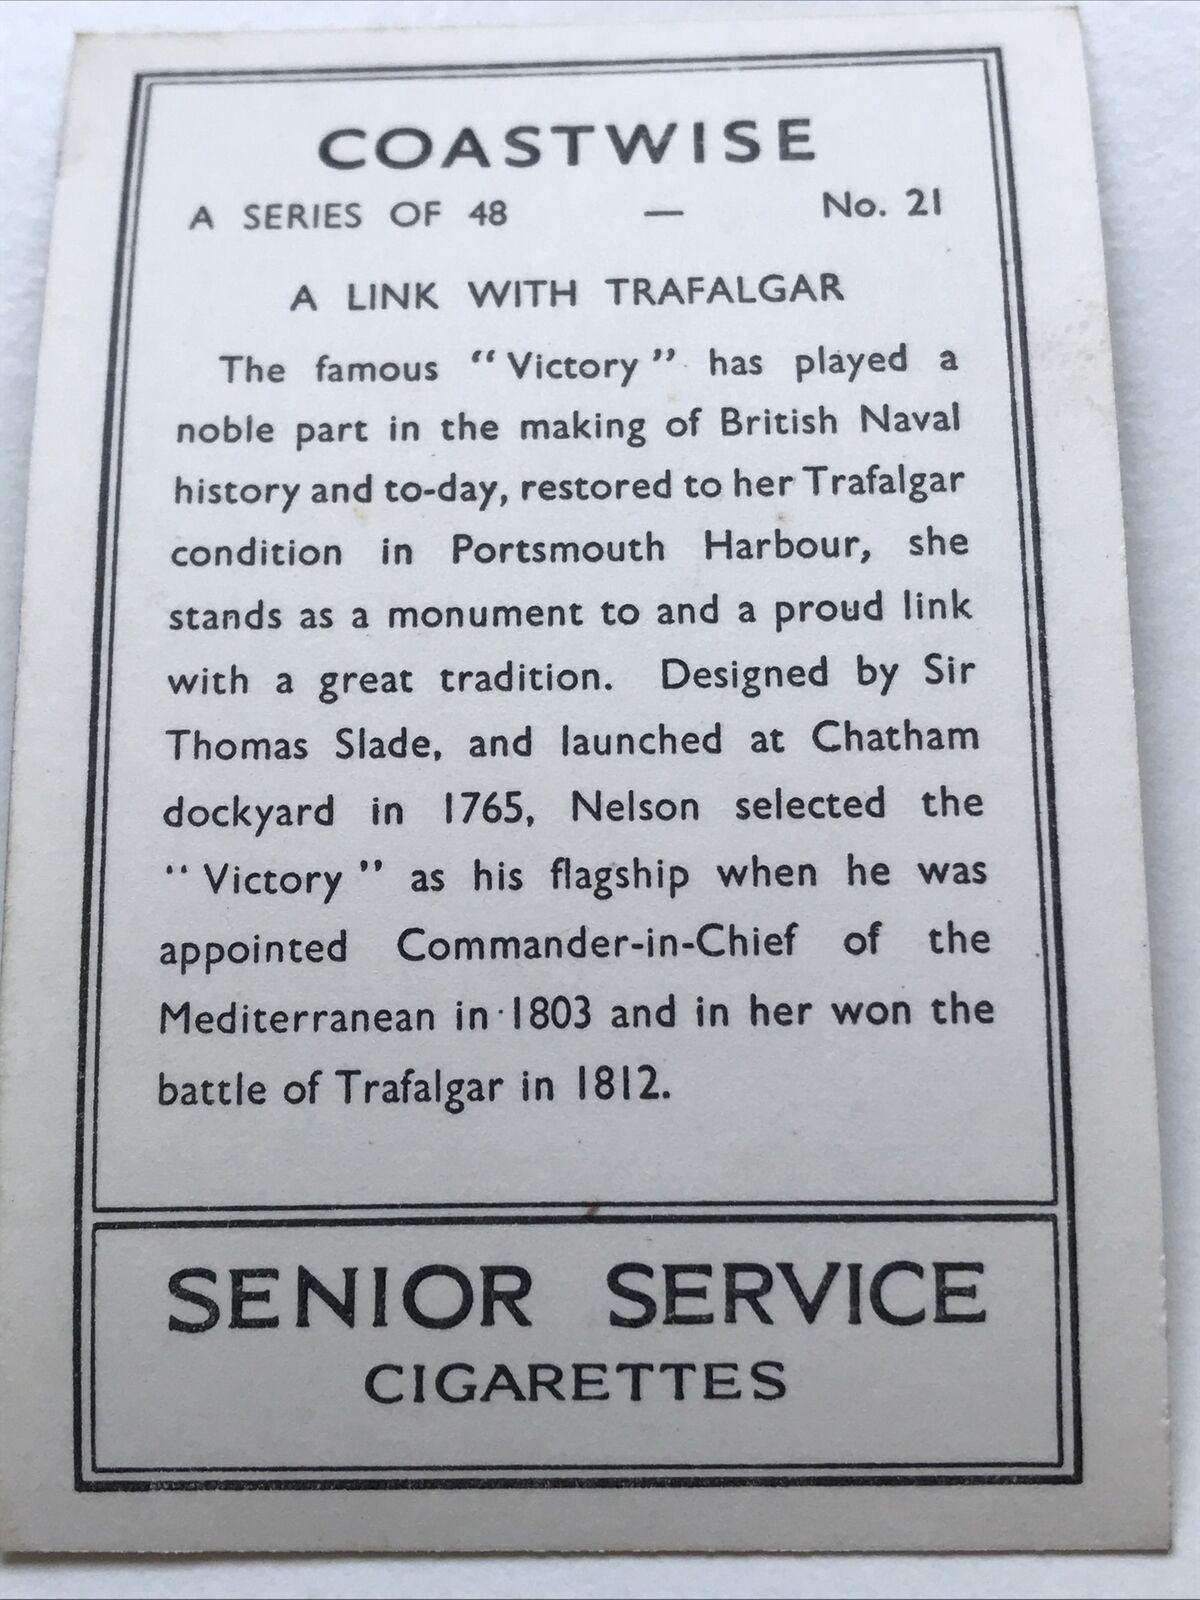 COASTWISE
A SERIES OF 48 — No. 21
A LINK WITH TRAFALGAR
The famous "Victory" has played a
noble part in the making of British Naval
history and to-day, restored to her Trafalgar
condition in Portsmouth Harbour, she
stands as a monument to and a proud link
with a great tradition. Designed by Sir
Thomas Slade, and launched at Chatham
dockyard in 1765, Nelson selected the
"Victory" as his flagship when he was
appointed Commander-in-Chief of the
Mediterranean in 1803 and in her won the
battle of Trafalgar in 1812.
SENIOR SERVICE
CIGARETTES